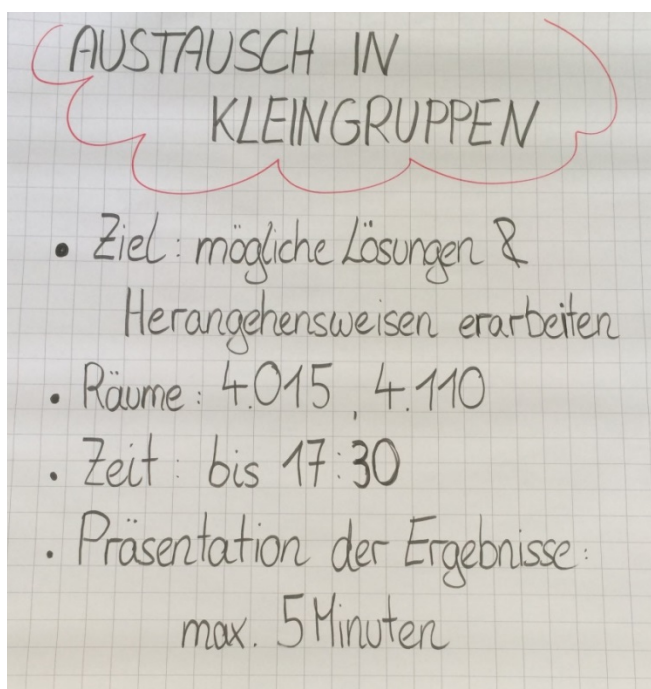 AUSTAUSCH IN
KLEINGRUPPEN
• Ziel: mögliche Lösungen &
Herangehensweisen erarbeiten
• Räume: 4.015, 4.110
• Zeit: bis 17:30
• Präsentation der Ergebnisse:
max. 5 Minuten